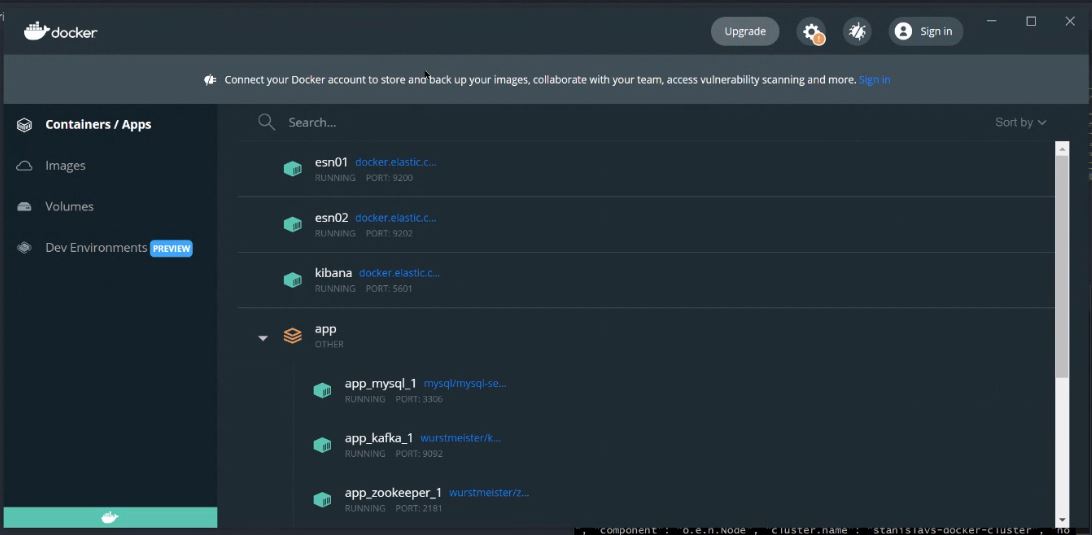 docker
Upgrade
Sign in
Connect your Docker account to store and back up your images, collaborate with your team, access vulnerability scanning and more. Sign in
Containers / Apps
Images
Volumes
Dev Environments PREVIEW
Search...
Sort by
esn01 docker.elastic.c...
RUNNING PORT: 9200
esn02 docker.elastic.c...
RUNNING PORT: 9202
kibana docker.elastic.c...
RUNNING PORT: 5601
app
OTHER
app_mysql_1 mysql/mysql-se...
RUNNING PORT: 3306
app_kafka_1 wurstmeister/k...
RUNNING PORT: 9092
app_zookeeper_1 wurstmeister/z...
RUNNING PORT: 2181
, "component": "o.e.n.Node", "cluster.name": "stanislavs-docker-cluster", "no